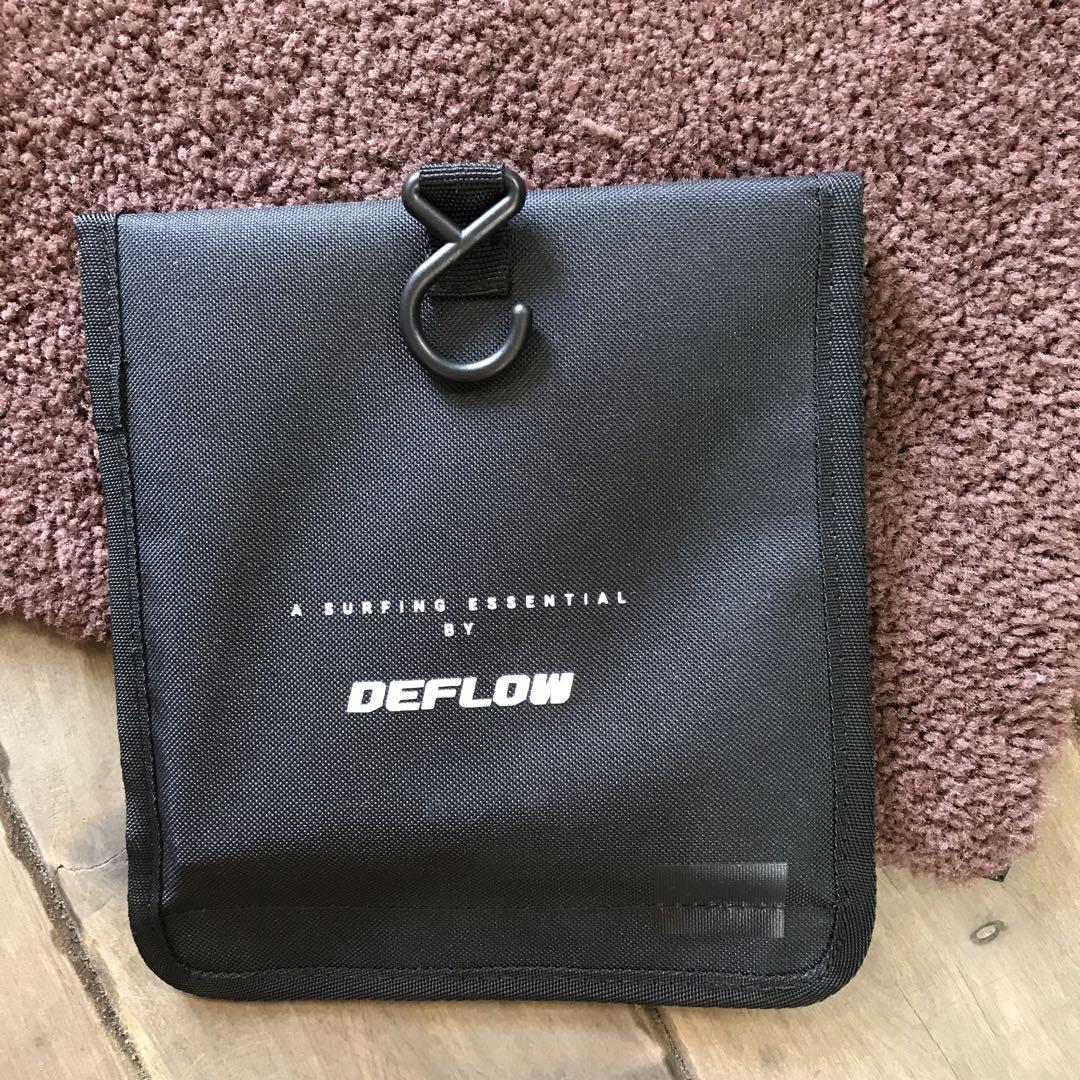 A SURFING ESSENTIAL
BY
DEFLOW